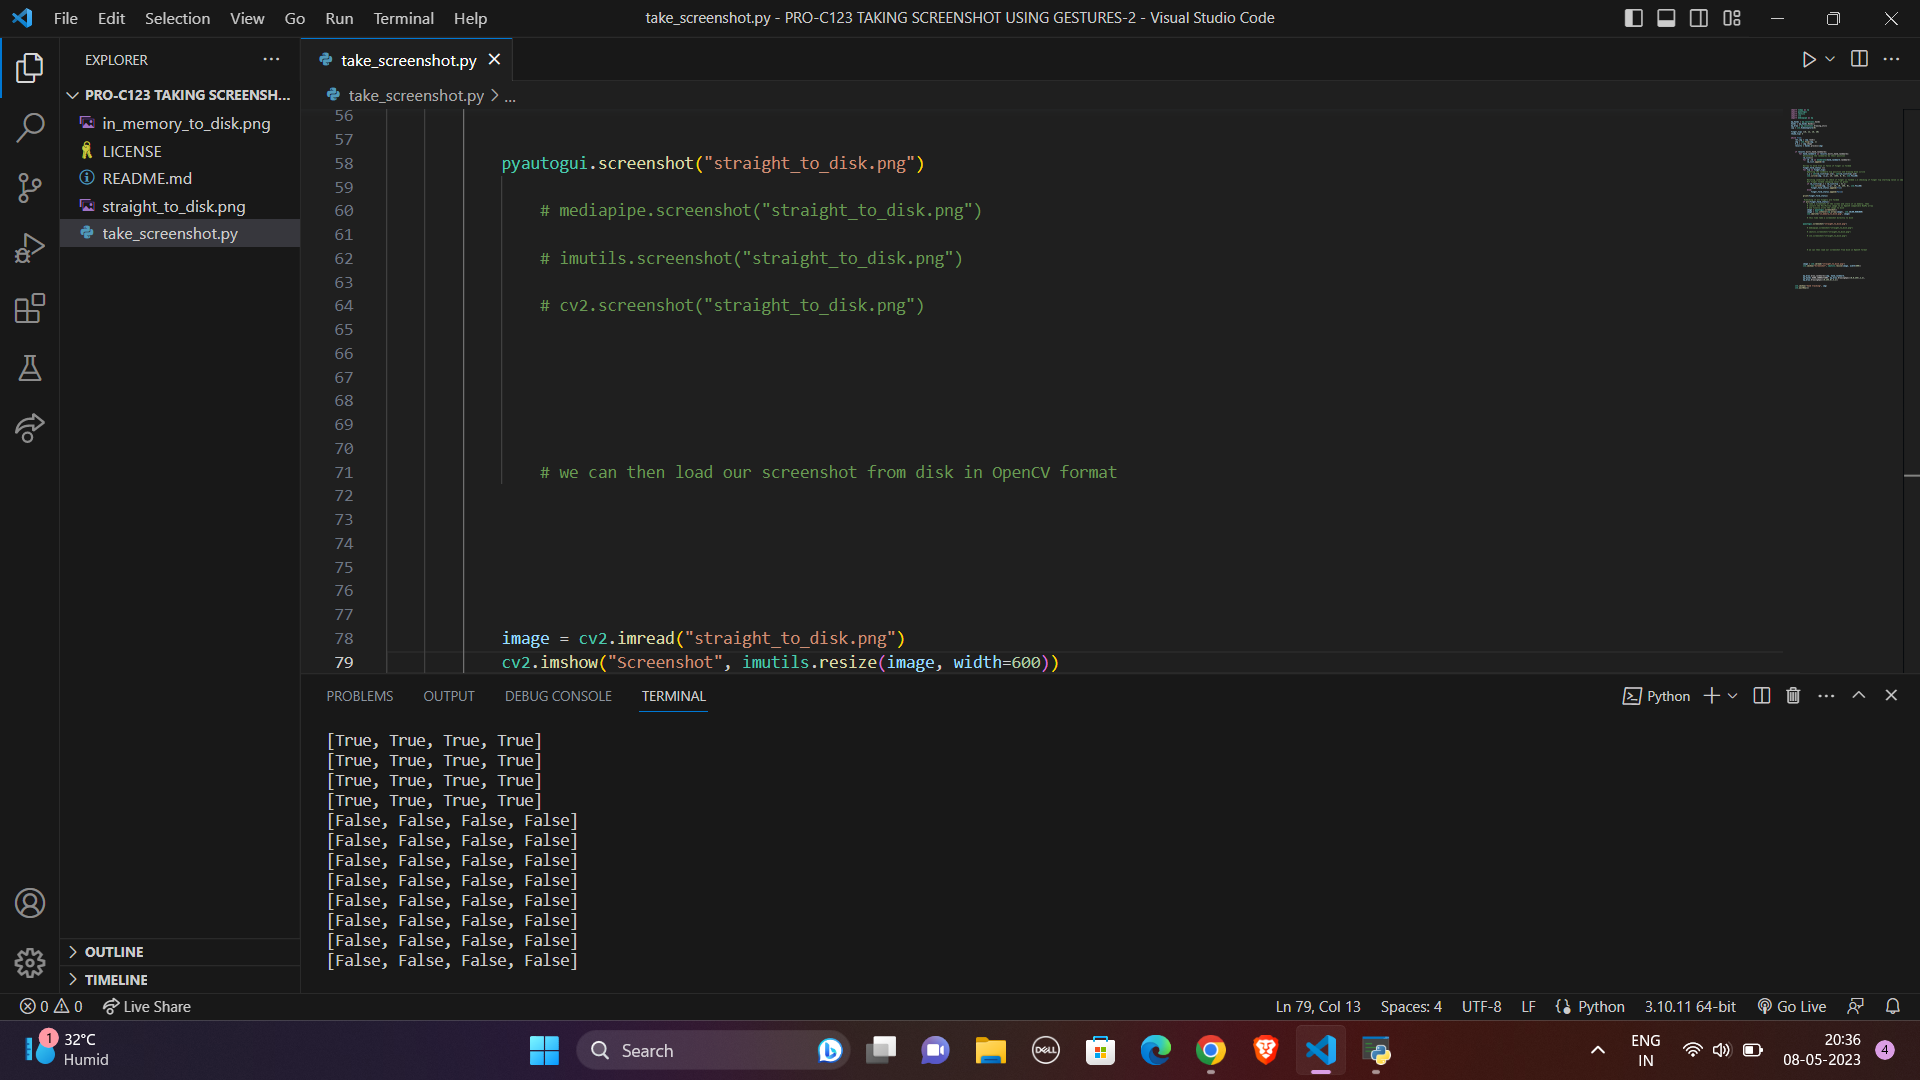 File Edit Selection View Go Run Terminal Help
take_screenshot.py - PRO-C123 TAKING SCREENSHOT USING GESTURES-2 - Visual Studio Code
EXPLORER
PRO-C123 TAKING SCREENSH...
in_memory_to_disk.png
LICENSE
README.md
straight_to_disk.png
take_screenshot.py
OUTLINE
TIMELINE
take_screenshot.py
take_screenshot.py > ...
56
57
58 pyautogui.screenshot("straight_to_disk.png")
59
60 # mediapipe.screenshot("straight_to_disk.png")
61
62 # imutils.screenshot("straight_to_disk.png")
63
64 # cv2.screenshot("straight_to_disk.png")
65
66
67
68
69
70
71 # we can then load our screenshot from disk in OpenCV format
72
73
74
75
76
77
78 image = cv2.imread("straight_to_disk.png")
79 cv2.imshow("Screenshot", imutils.resize(image, width=600))
PROBLEMS OUTPUT DEBUG CONSOLE TERMINAL
Python
[True, True, True, True]
[True, True, True, True]
[True, True, True, True]
[True, True, True, True]
[False, False, False, False]
[False, False, False, False]
[False, False, False, False]
[False, False, False, False]
[False, False, False, False]
[False, False, False, False]
[False, False, False, False]
[False, False, False, False]
0 0 Live Share
Ln 79, Col 13 Spaces: 4 UTF-8 LF Python 3.10.11 64-bit Go Live
1
32°C
Humid
Search
DELL
ENG
IN
20:36
08-05-2023
4